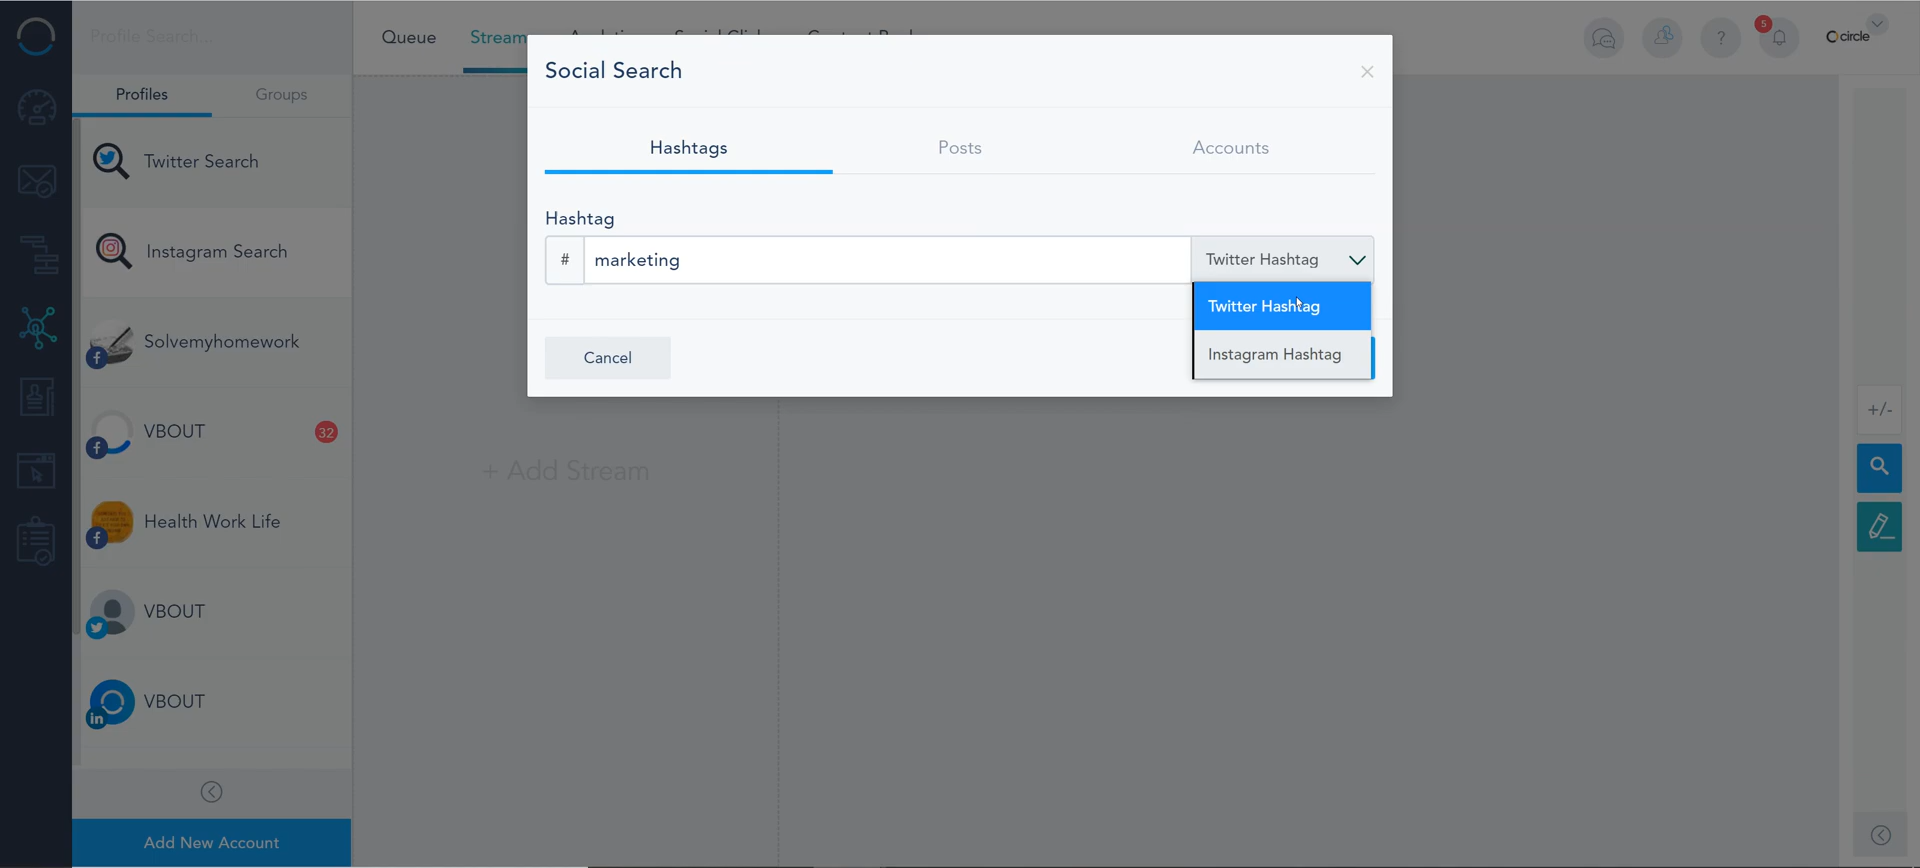 Profile Search...
Queue
Stream
5
?
circle
Profiles
Groups
Twitter Search
Instagram Search
Solvemyhomework
VBOUT
32
Health Work Life
VBOUT
VBOUT
in
Add New Account
Social Search
Hashtags
Posts
Accounts
Hashtag
#
marketing
Twitter Hashtag
Twitter Hashtag
Instagram Hashtag
Cancel
+ Add Stream
+/-